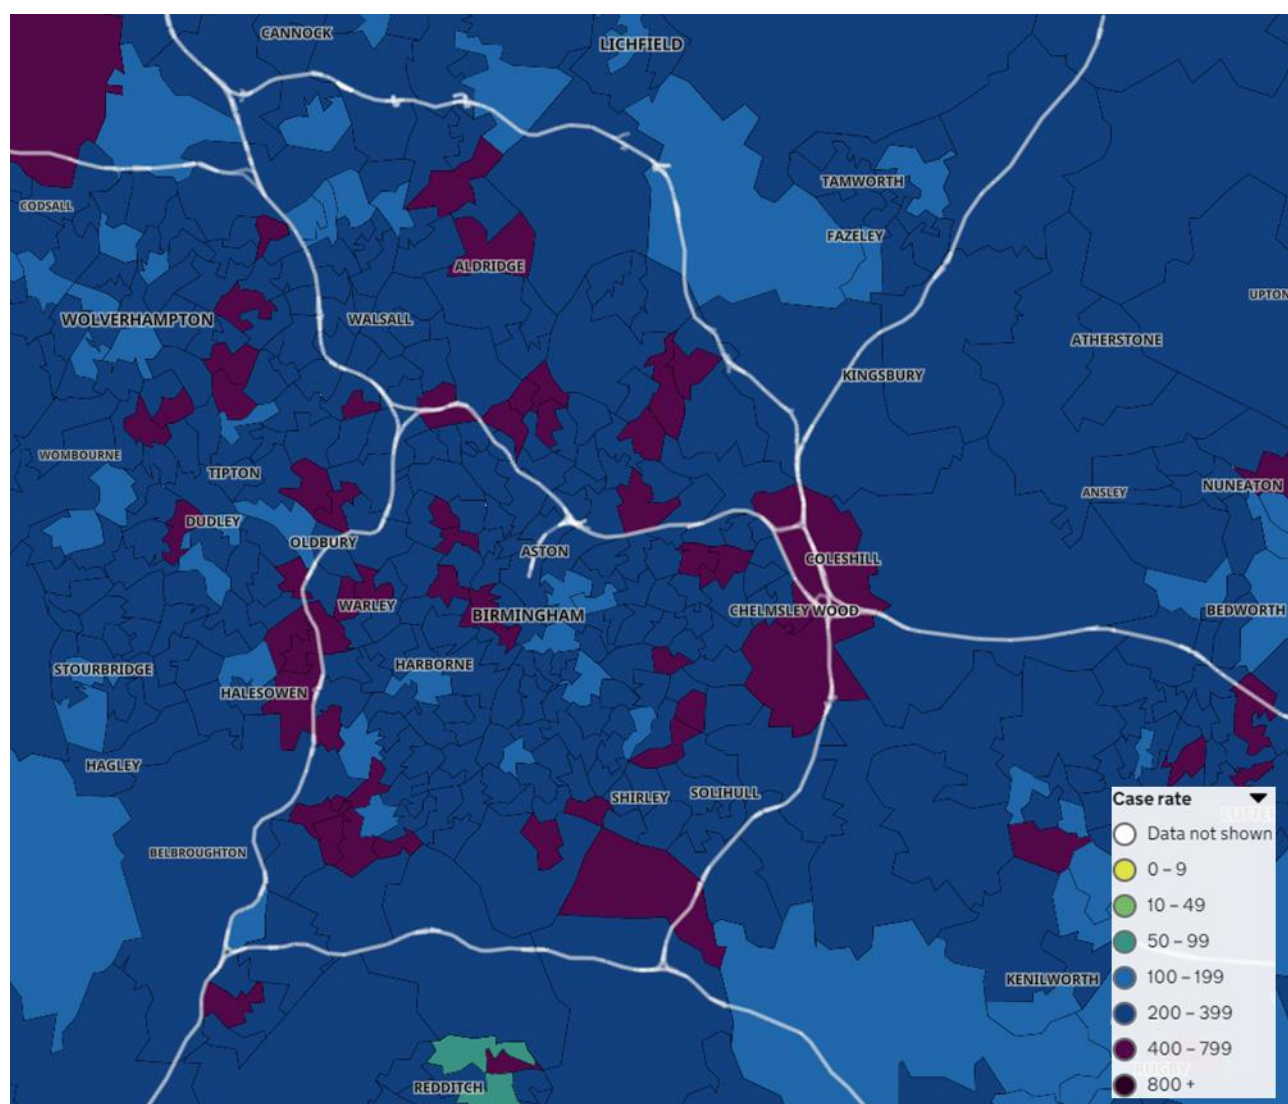 CANNOCK
LICHFIELD
TAMWORTH
CODSALL
FAZELEY
ALDRIDGE
UPTON
WOLVERHAMPTON
WALSALL
ATHERSTONE
KINGSBURY
WOMBOURNE
TIPTON
NUNEATON
ANSLEY
DUDLEY
OLDBURY
ASTON
COLESHILL
WARLEY
BIRMINGHAM
CHELMSLEY WOOD
BEDWORTH
STOURBRIDGE
HARBORNE
HALESOWEN
HAGLEY
SHIRLEY
SOLIHULL
BELBROUGHTON
KENILWORTH
REDDITCH
Case rate
Data not shown
0 – 9
10 – 49
50 – 99
100 – 199
200 – 399
400 – 799
RUGBY
800 +